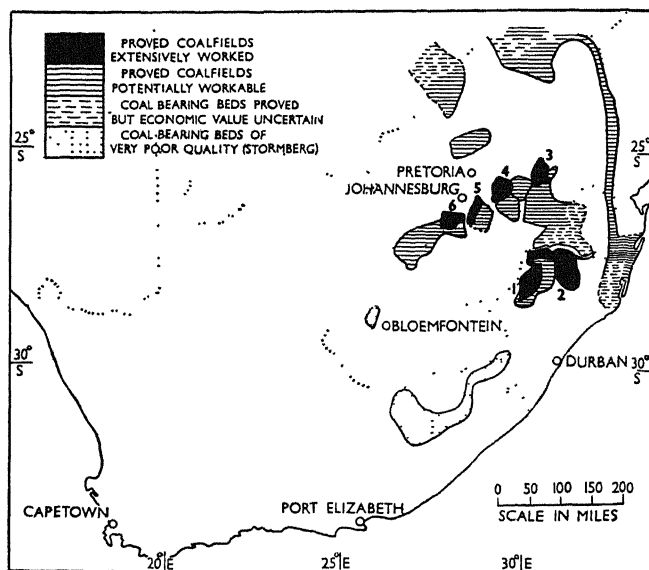 PROVED COALFIELDS
EXTENSIVELY WORKED
PROVED COALFIELDS
POTENTIALLY WORKABLE
COAL BEARING BEDS PROVED
BUT ECONOMIC VALUE UNCERTAIN
COAL-BEARING BEDS OF
VERY POOR QUALITY (STORMBERG)
25°
S
25°
S
PRETORIA
JOHANNESBURG
3
4
5
6
1
2
BLOEMFONTEIN
30°
S
DURBAN
30°
S
CAPETOWN
PORT ELIZABETH
0 50 100 150 200
SCALE IN MILES
20°E
25°E
30°E